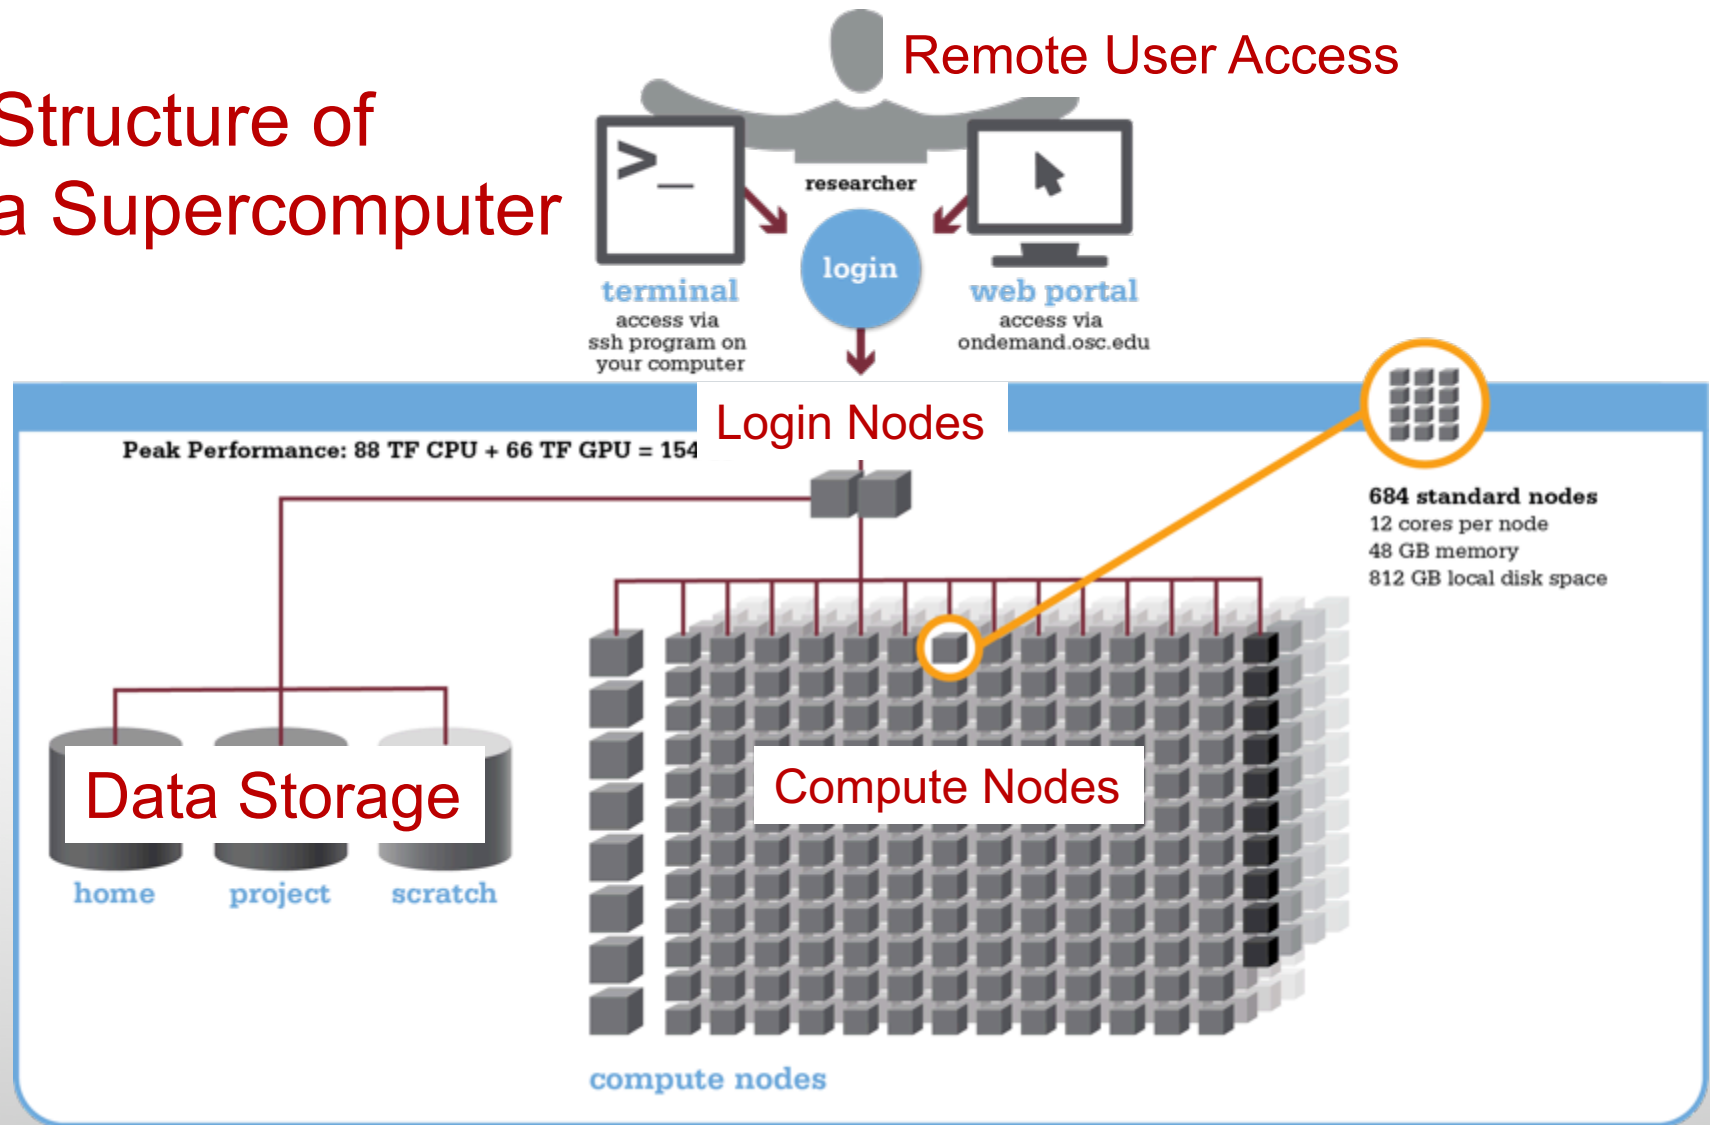 Remote User Access
Structure of
a Supercomputer
>_
researcher
login
terminal
access via
ssh program on
your computer
web portal
access via
ondemand.osc.edu
Login Nodes
Peak Performance: 88 TF CPU + 66 TF GPU = 154
684 standard nodes
12 cores per node
48 GB memory
812 GB local disk space
Data Storage
Compute Nodes
home
project
scratch
compute nodes